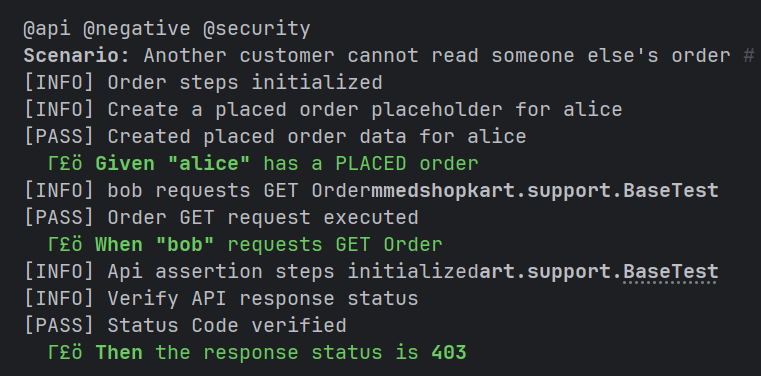 @api @negative @security
Scenario: Another customer cannot read someone else's order #
[INFO] Order steps initialized
[INFO] Create a placed order placeholder for alice
[PASS] Created placed order data for alice
Γ£ö Given "alice" has a PLACED order
[INFO] bob requests GET Ordermmedshopkart.support.BaseTest
[PASS] Order GET request executed
Γ£ö When "bob" requests GET Order
[INFO] Api assertion steps initializedart.support.BaseTest
[INFO] Verify API response status
[PASS] Status Code verified
Γ£ö Then the response status is 403